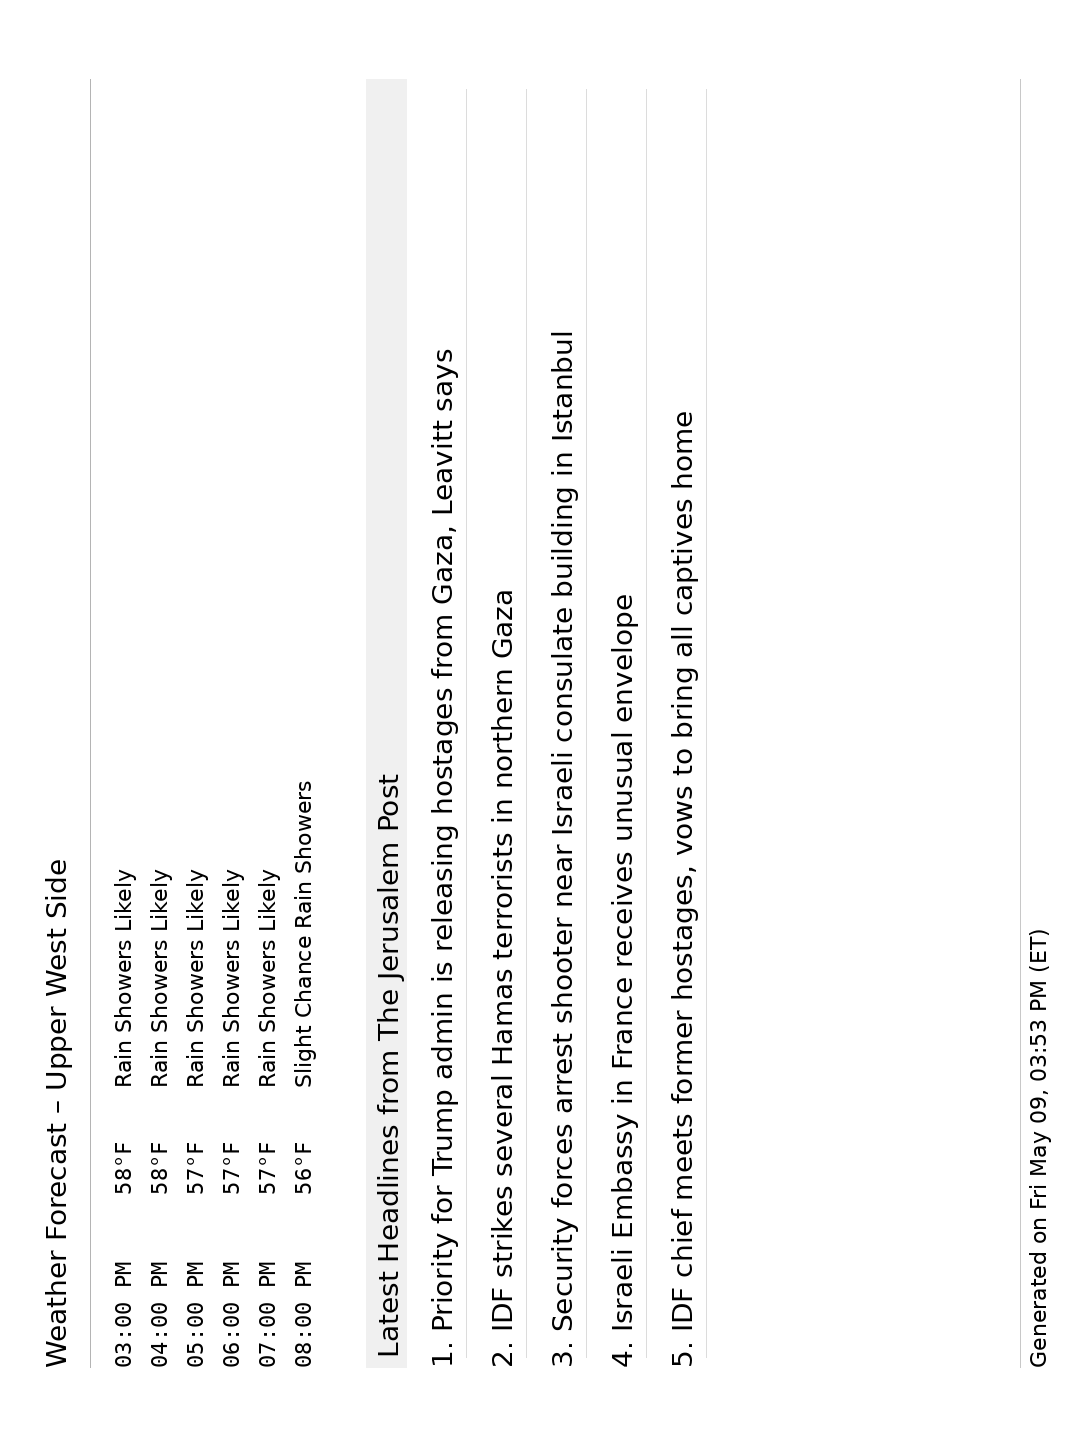 Weather Forecast – Upper West Side
03:00 PM 58°F Rain Showers Likely
04:00 PM 58°F Rain Showers Likely
05:00 PM 57°F Rain Showers Likely
06:00 PM 57°F Rain Showers Likely
07:00 PM 57°F Rain Showers Likely
08:00 PM 56°F Slight Chance Rain Showers
Latest Headlines from The Jerusalem Post
1. Priority for Trump admin is releasing hostages from Gaza, Leavitt says
2. IDF strikes several Hamas terrorists in northern Gaza
3. Security forces arrest shooter near Israeli consulate building in Istanbul
4. Israeli Embassy in France receives unusual envelope
5. IDF chief meets former hostages, vows to bring all captives home
Generated on Fri May 09, 03:53 PM (ET)